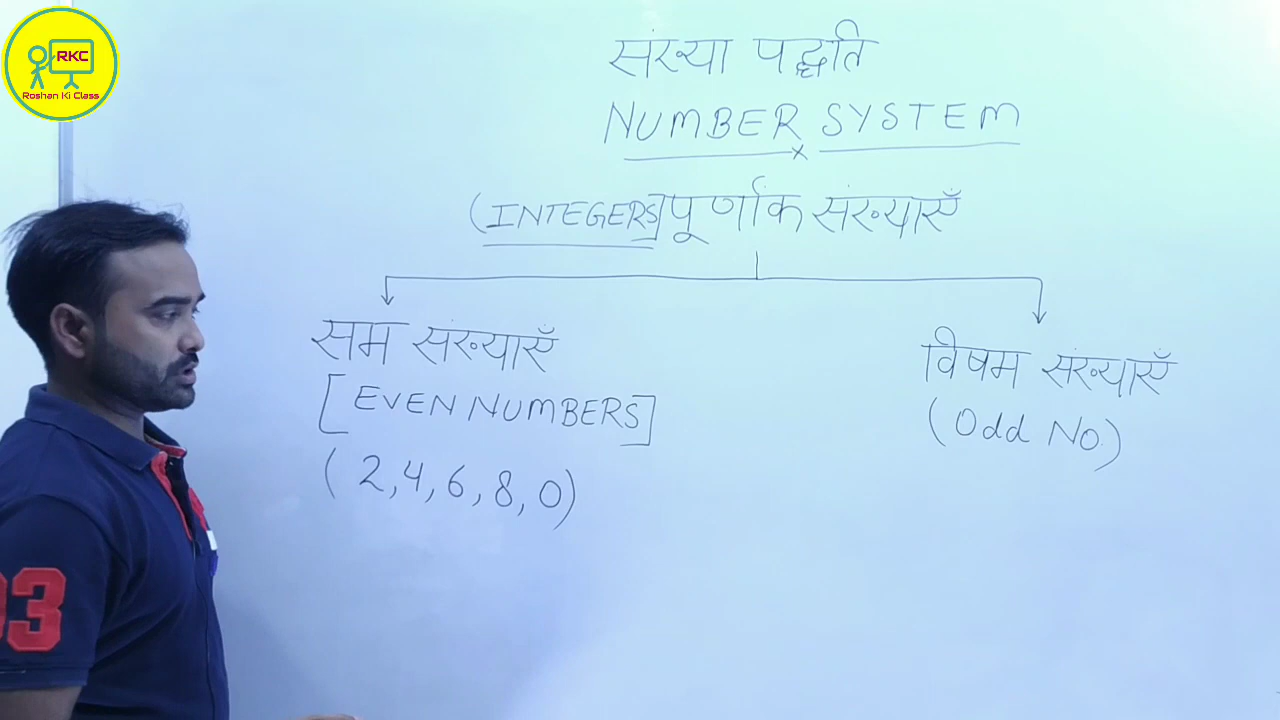 RKC
Roshan Ki Class
संख्या पद्धति
NUMBER SYSTEM
(INTEGERS] पूर्णांक संख्याएँ
सम संख्याएँ
[EVEN NUMBERS]
(2,4,6,8,0)
विषम संख्याएँ
(Odd No.)
03